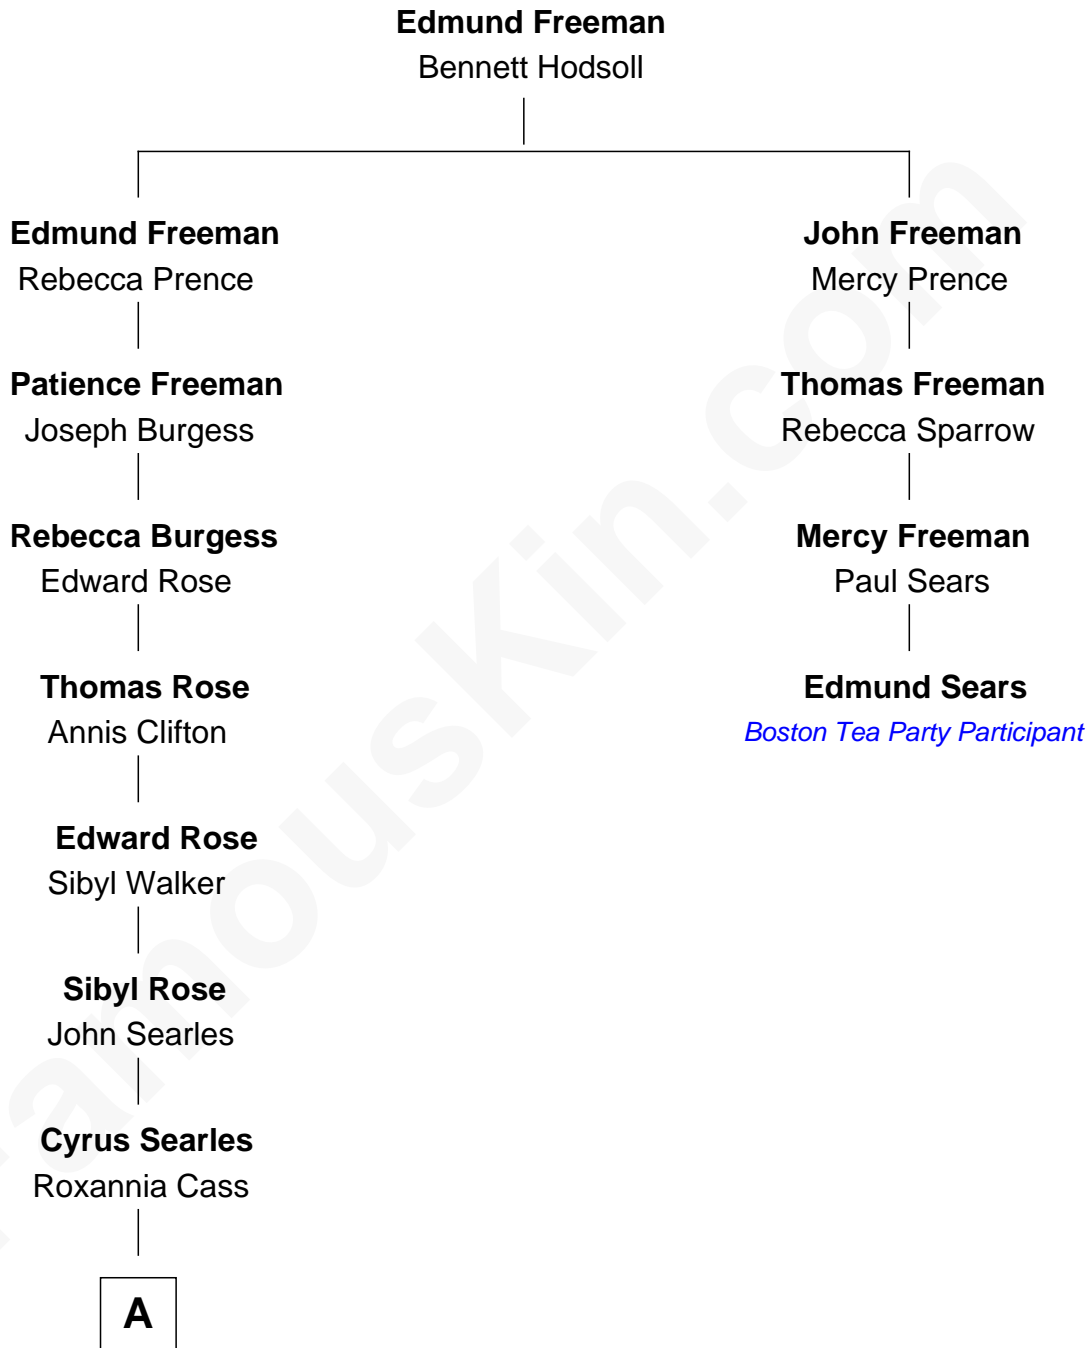 Edmund Freeman
Bennett Hodsoll
Edmund Freeman
Rebecca Prence
John Freeman
Mercy Prence
Patience Freeman
Joseph Burgess
Thomas Freeman
Rebecca Sparrow
Rebecca Burgess
Edward Rose
Mercy Freeman
Paul Sears
Thomas Rose
Annis Clifton
Edmund Sears
Boston Tea Party Participant
Edward Rose
Sibyl Walker
Sibyl Rose
John Searles
Cyrus Searles
Roxannia Cass
A
FamousKin.com